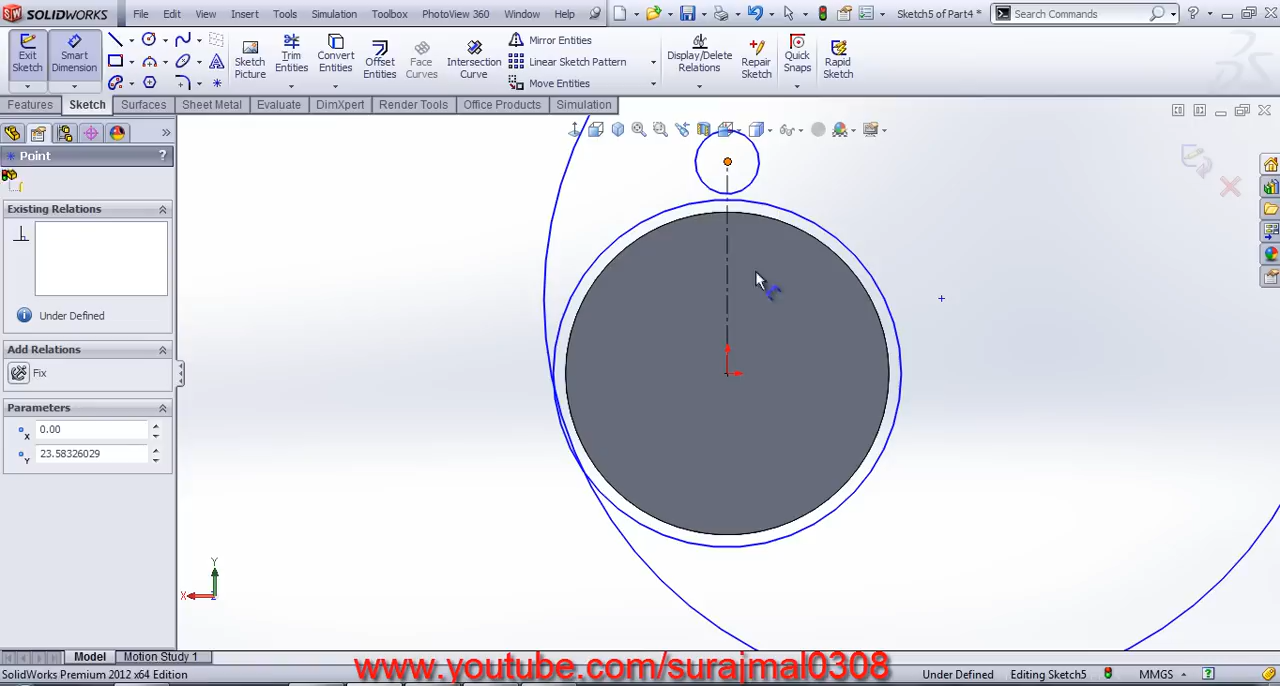 SOLIDWORKS File Edit View Insert Tools Simulation Toolbox PhotoView 360 Window Help Sketch5 of Part4 * Search Commands
Exit Sketch Smart Dimension Sketch Picture Trim Entities Convert Entities Offset Entities Face Curves Intersection Curve Mirror Entities Linear Sketch Pattern Move Entities Display/Delete Relations Repair Sketch Quick Snaps Rapid Sketch
Features Sketch Surfaces Sheet Metal Evaluate DimXpert Render Tools Office Products Simulation
Point ?
Existing Relations
Under Defined
Add Relations
Fix
Parameters
X 0.00
Y 23.58326029
Y
X
Model Motion Study 1
www.youtube.com/surajmal0308
SolidWorks Premium 2012 x64 Edition Under Defined Editing Sketch5 MMGS